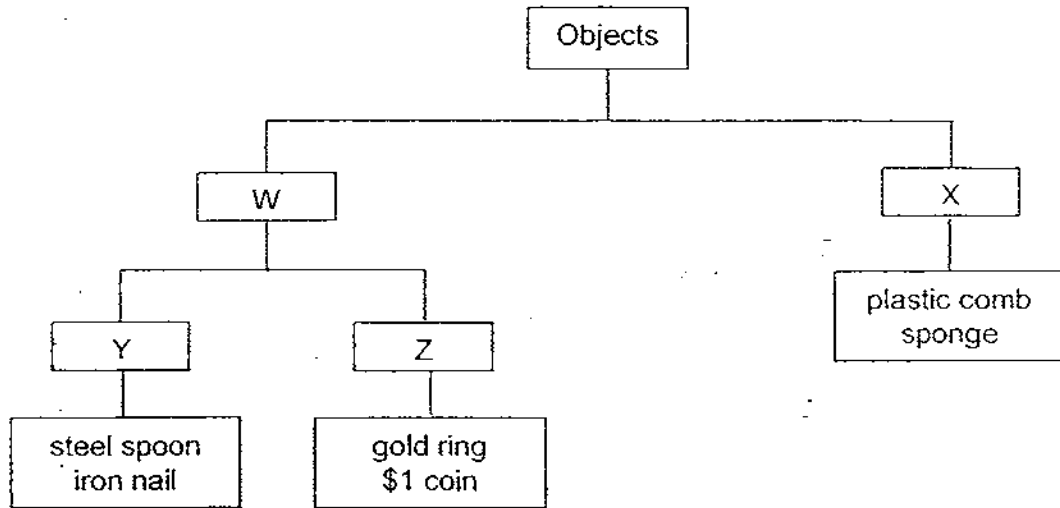 Objects
W
X
plastic comb
sponge
Y
Z
steel spoon
iron nail
gold ring
$1 coin